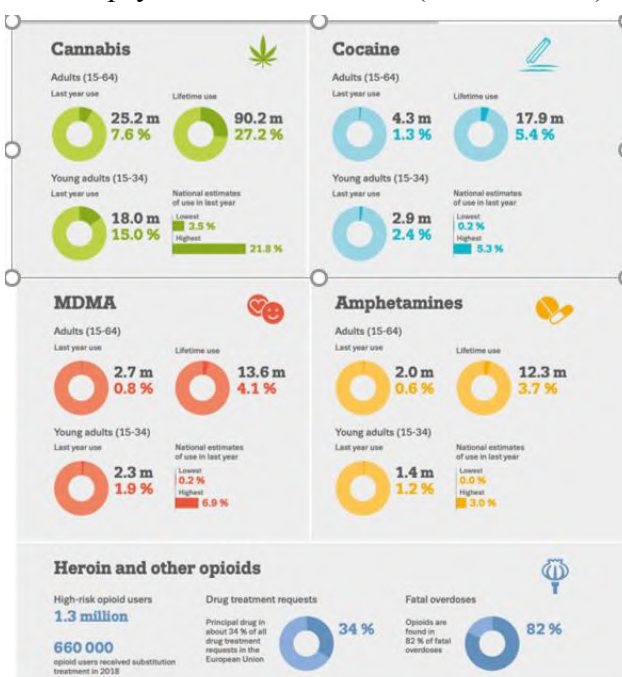 Cannabis
Adults (15-64)
Last year use
25.2 m
7.6 %
Lifetime use
90.2 m
27.2 %
Young adults (15-34)
Last year use
18.0 m
15.0 %
National estimates
of use in last year
Lowest
3.5 %
Highest
21.8 %
Cocaine
Adults (15-64)
Last year use
4.3 m
1.3 %
Lifetime use
17.9 m
5.4 %
Young adults (15-34)
Last year use
2.9 m
2.4 %
National estimates
of use in last year
Lowest
0.2 %
Highest
5.3 %
MDMA
Adults (15-64)
Last year use
2.7 m
0.8 %
Lifetime use
13.6 m
4.1 %
Young adults (15-34)
Last year use
2.3 m
1.9 %
National estimates
of use in last year
Lowest
0.2 %
Highest
6.9 %
Amphetamines
Adults (15-64)
Last year use
2.0 m
0.6 %
Lifetime use
12.3 m
3.7 %
Young adults (15-34)
Last year use
1.4 m
1.2 %
National estimates
of use in last year
Lowest
0.0 %
Highest
3.0 %
Heroin and other opioids
High-risk opioid users
1.3 million
660 000
opioid users received substitution
treatment in 2018
Drug treatment requests
Principal drug in
about 34 % of all
drug treatment
requests in the
European Union
34 %
Fatal overdoses
Opioids are
found in
82 % of fatal
overdoses
82 %